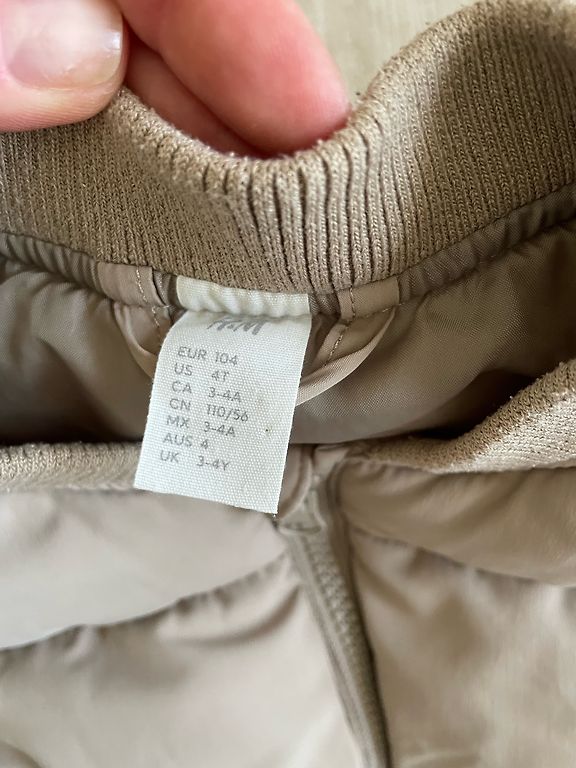 H&M
EUR 104
US 4T
CA 3-4A
CN 110/56
MX 3-4A
AUS 4
UK 3-4Y